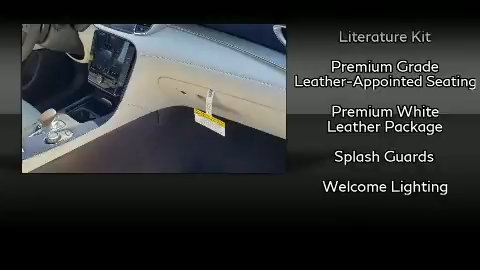 Literature Kit
Premium Grade
Leather-Appointed Seating
Premium White
Leather Package
Splash Guards
Welcome Lighting